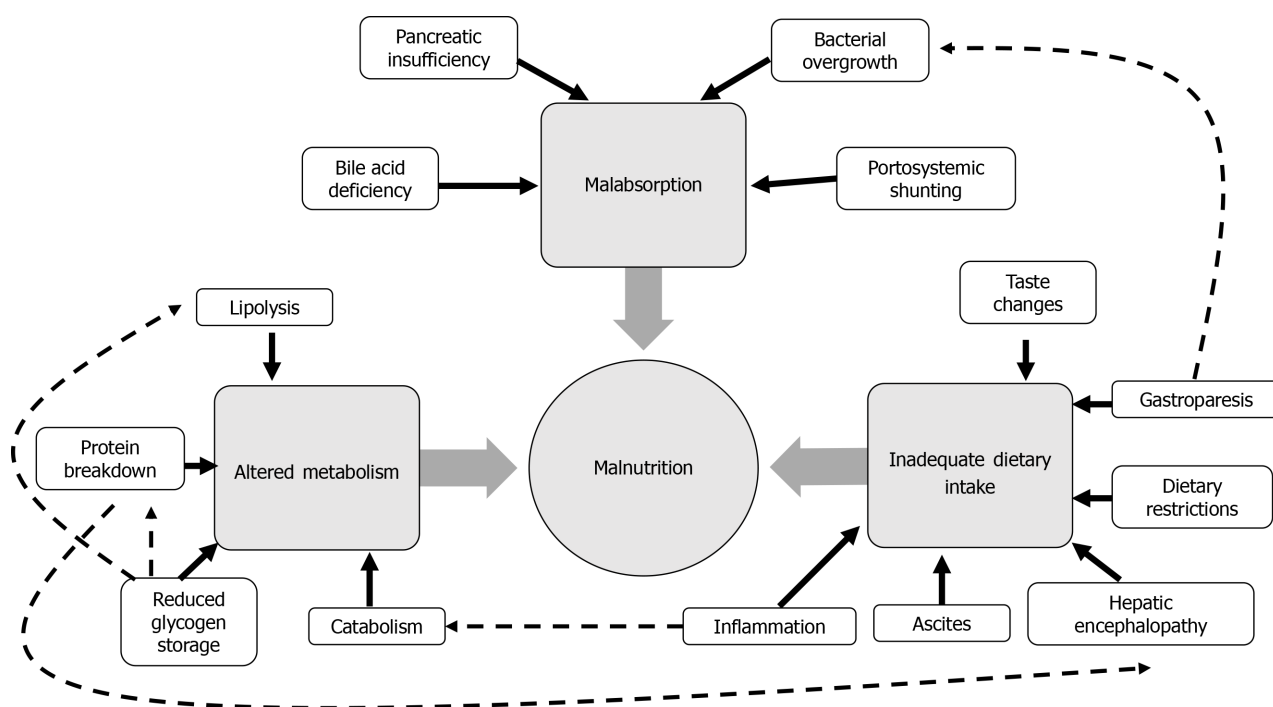 Pancreatic
insufficiency
Bacterial
overgrowth
Bile acid
deficiency
Malabsorption
Portosystemic
shunting
Lipolysis
Taste
changes
Gastroparesis
Protein
breakdown
Altered metabolism
Malnutrition
Inadequate dietary
intake
Dietary
restrictions
Reduced
glycogen
storage
Catabolism
Inflammation
Ascites
Hepatic
encephalopathy